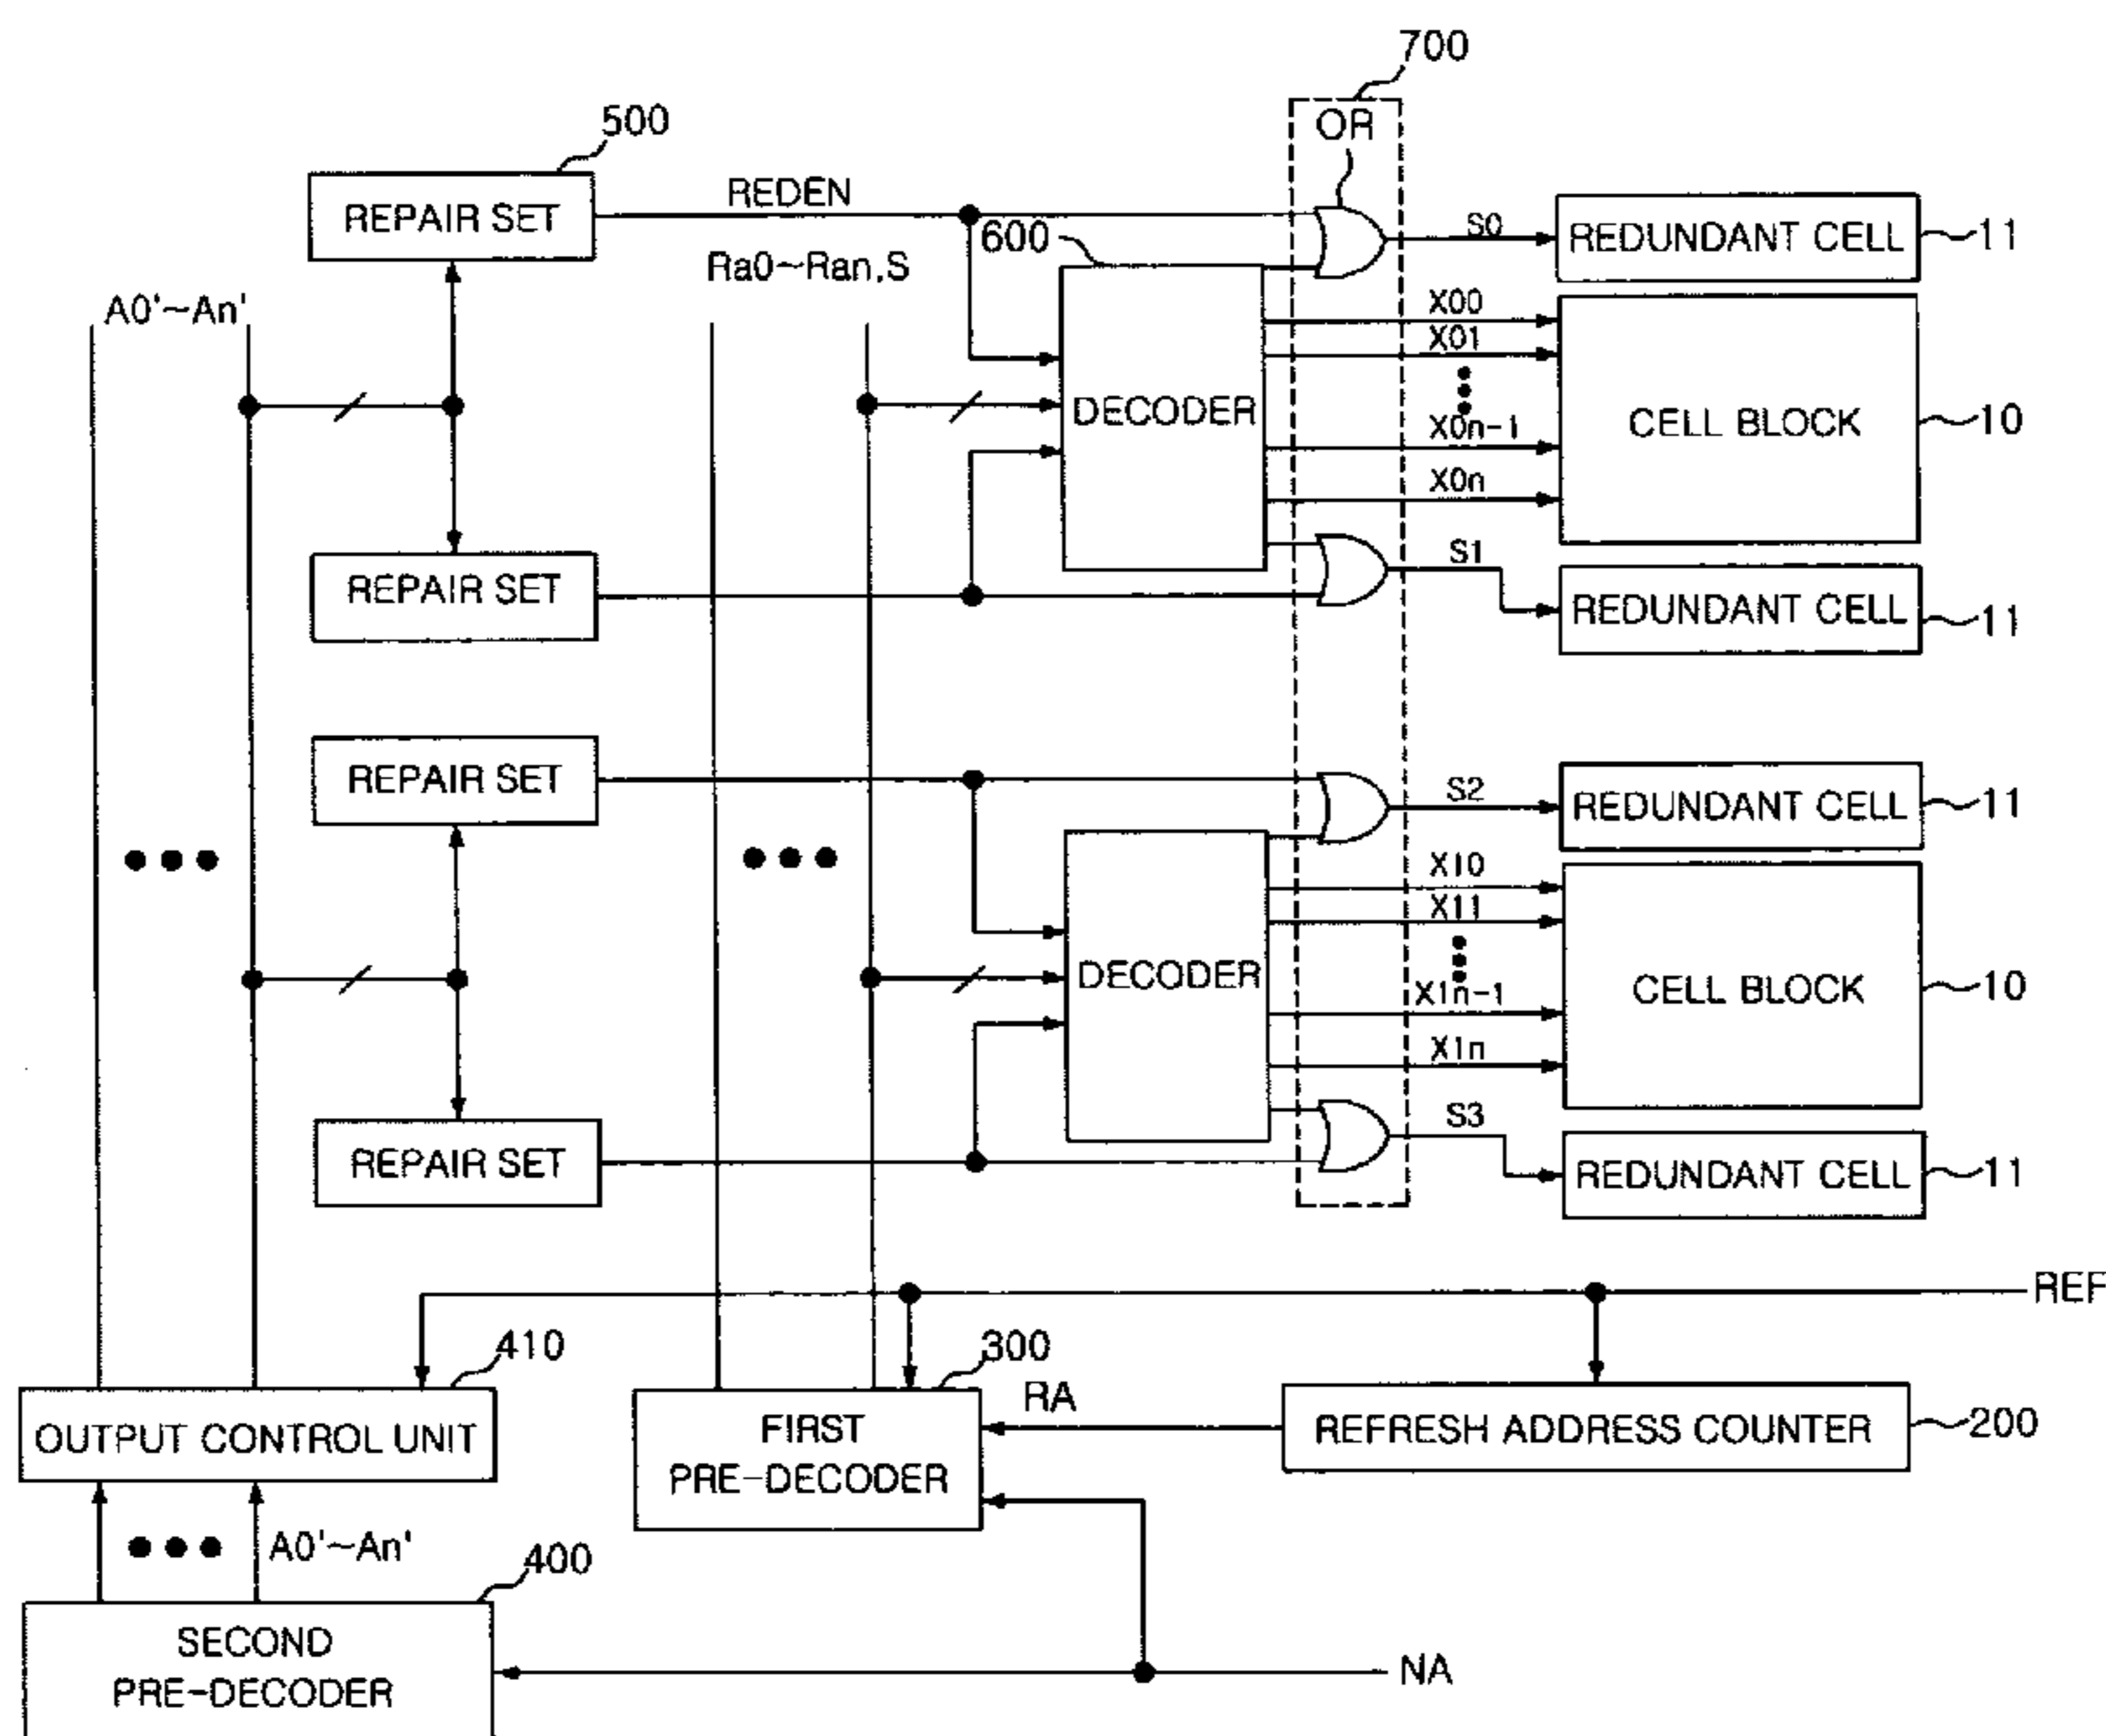 700
OR
500
REPAIR SET
REDEN
600
S0
REDUNDANT CELL
11
Ra0~Ran,S
A0'~An'
X00
X01
DECODER
CELL BLOCK
10
X0n-1
X0n
REPAIR SET
S1
REDUNDANT CELL
11
REPAIR SET
S2
REDUNDANT CELL
11
X10
X11
DECODER
CELL BLOCK
10
X1n-1
X1n
S3
REPAIR SET
REDUNDANT CELL
11
REF
410
300
RA
OUTPUT CONTROL UNIT
FIRST
PRE-DECODER
REFRESH ADDRESS COUNTER
200
A0'~An'
400
SECOND
PRE-DECODER
NA